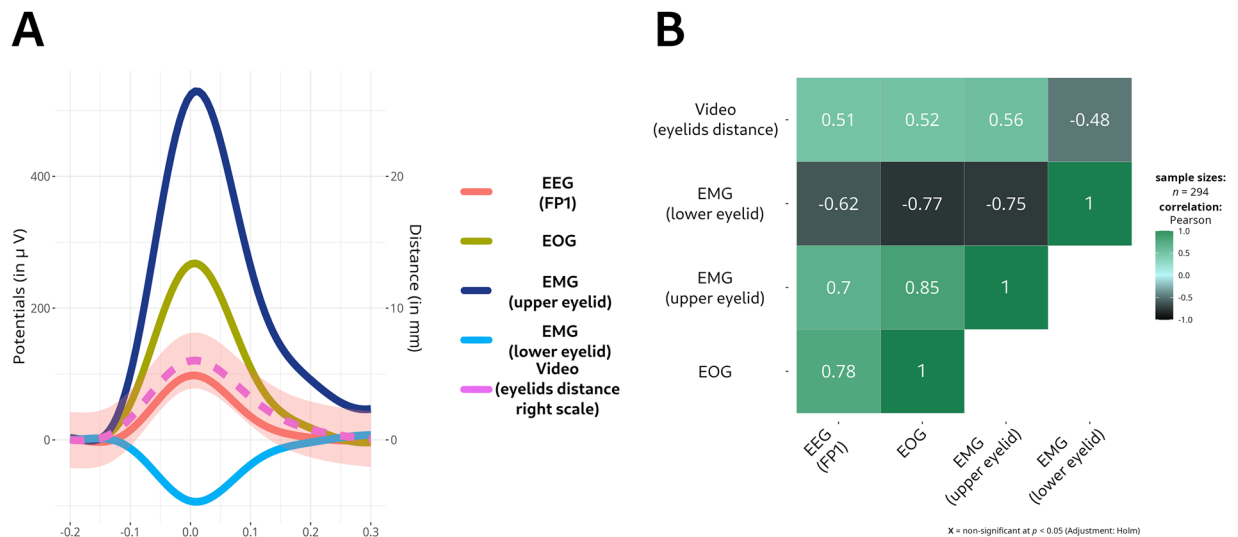 A
Potentials (in µ V)
400
200
0
-0.2
-0.1
0.0
0.1
0.2
0.3
20
10
0
Distance (in mm)
EEG
(FP1)
EOG
EMG
(upper eyelid)
EMG
(lower eyelid)
Video
(eyelids distance
right scale)
B
Video
(eyelids distance)
0.51
0.52
0.56
-0.48
EMG
(lower eyelid)
-0.62
-0.77
-0.75
1
EMG
(upper eyelid)
0.7
0.85
1
EOG
0.78
1
EEG
(FP1)
EOG
EMG
(upper eyelid)
EMG
(lower eyelid)
sample sizes:
n = 294
correlation:
Pearson
1.0
0.5
0.0
-0.5
-1.0
X = non-significant at p < 0.05 (Adjustment: Holm)